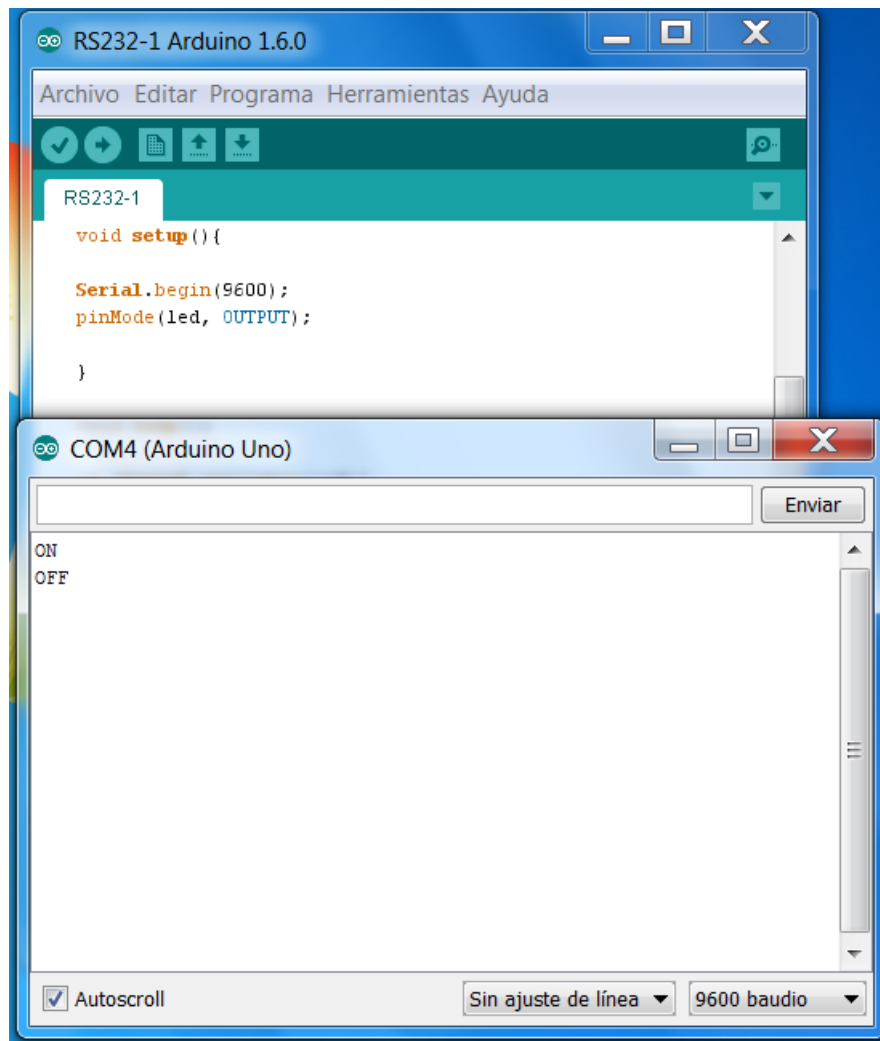 RS232-1 Arduino 1.6.0
Archivo Editar Programa Herramientas Ayuda
RS232-1
void setup(){
Serial.begin(9600);
pinMode(led, OUTPUT);
}
COM4 (Arduino Uno)
Enviar
ON
OFF
Autoscroll
Sin ajuste de línea
9600 baudio